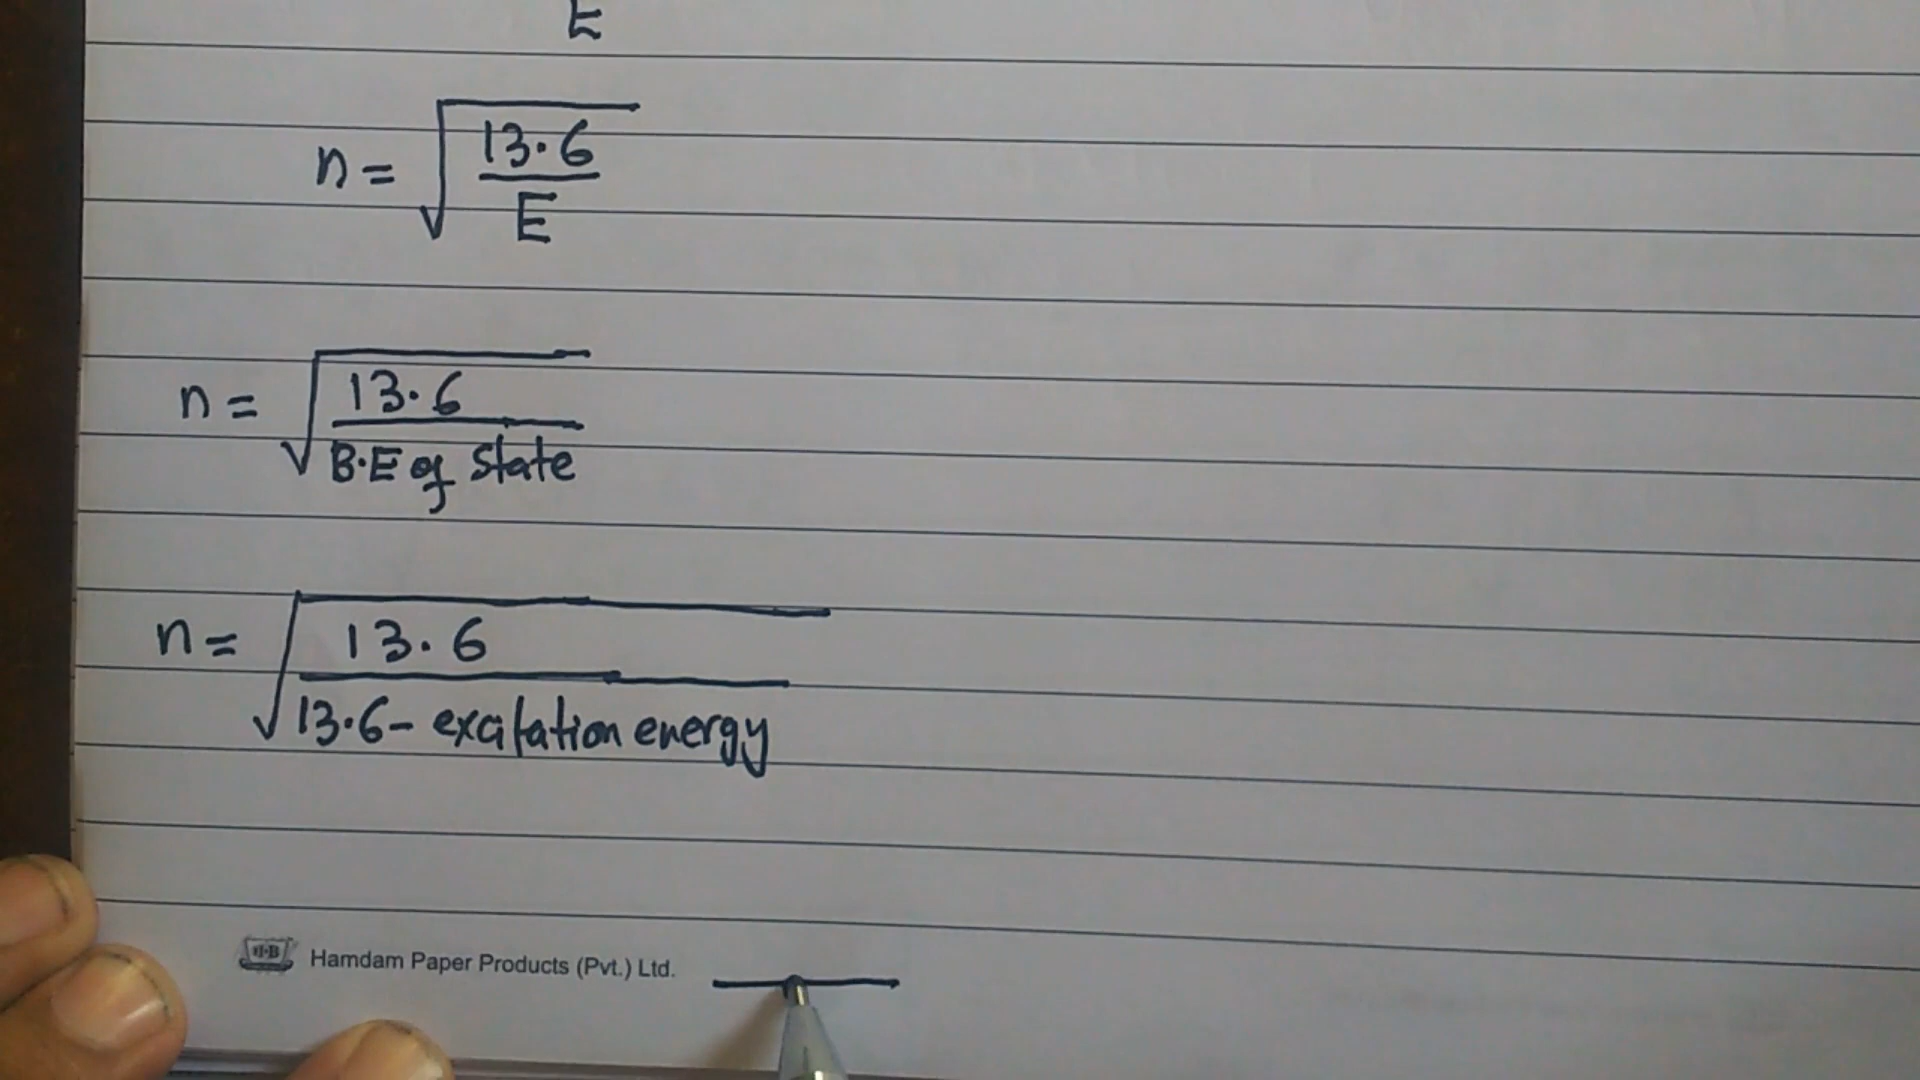 E
n = √(13.6 / E)
n = √(13.6 / B.E of State)
n = √(13.6 / 13.6 - excitation energy)
H-B Hamdam Paper Products (Pvt.) Ltd.